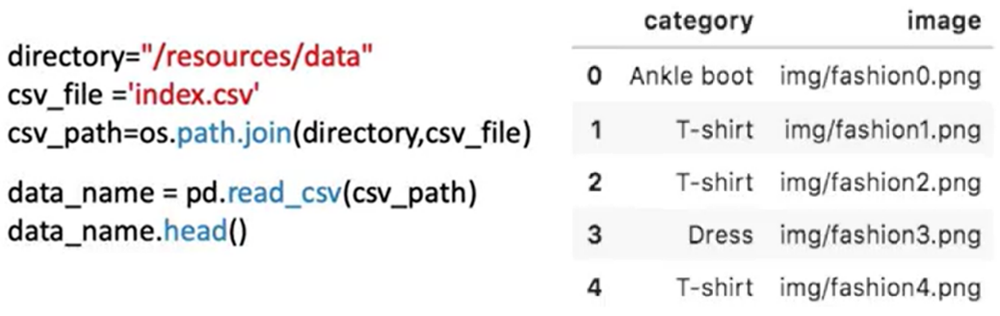 directory="/resources/data"
csv_file ='index.csv'
csv_path=os.path.join(directory,csv_file)
data_name = pd.read_csv(csv_path)
data_name.head()
category image
0 Ankle boot img/fashion0.png
1 T-shirt img/fashion1.png
2 T-shirt img/fashion2.png
3 Dress img/fashion3.png
4 T-shirt img/fashion4.png